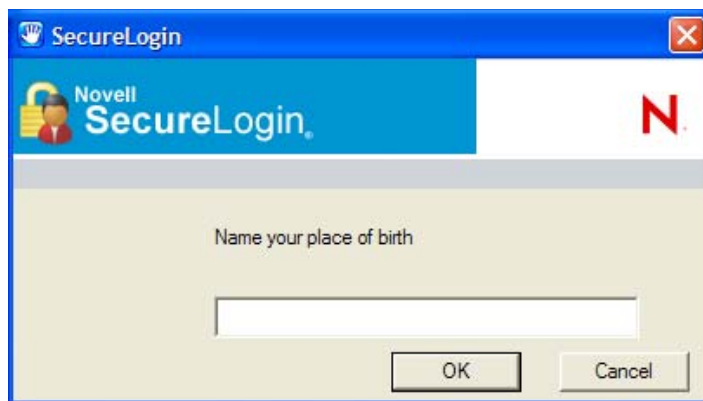 SecureLogin
Novell
SecureLogin®
N
Name your place of birth
OK Cancel